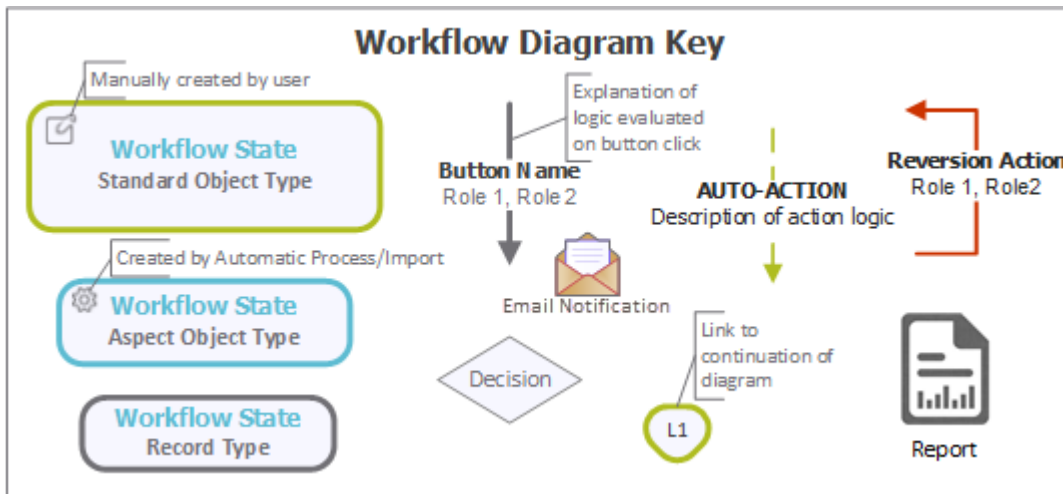 Workflow Diagram Key
Manually created by user
Workflow State
Standard Object Type
Created by Automatic Process/Import
Workflow State
Aspect Object Type
Workflow State
Record Type
Explanation of
logic evaluated
on button click
Button Name
Role 1, Role 2
Email Notification
Decision
AUTO-ACTION
Description of action logic
Link to
continuation of
diagram
L1
Reversion Action
Role 1, Role2
Report